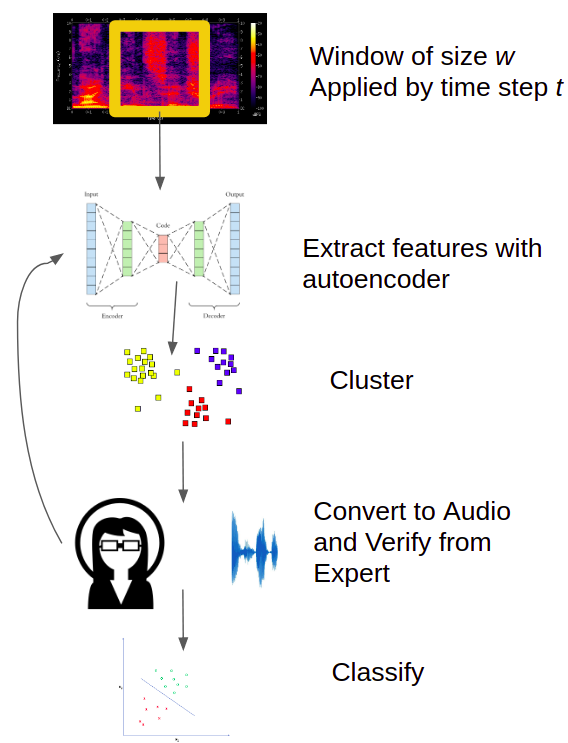 Window of size w
Applied by time step t
Input
Output
Code
Extract features with
autoencoder
Encoder
Decoder
Cluster
Convert to Audio
and Verify from
Expert
Classify